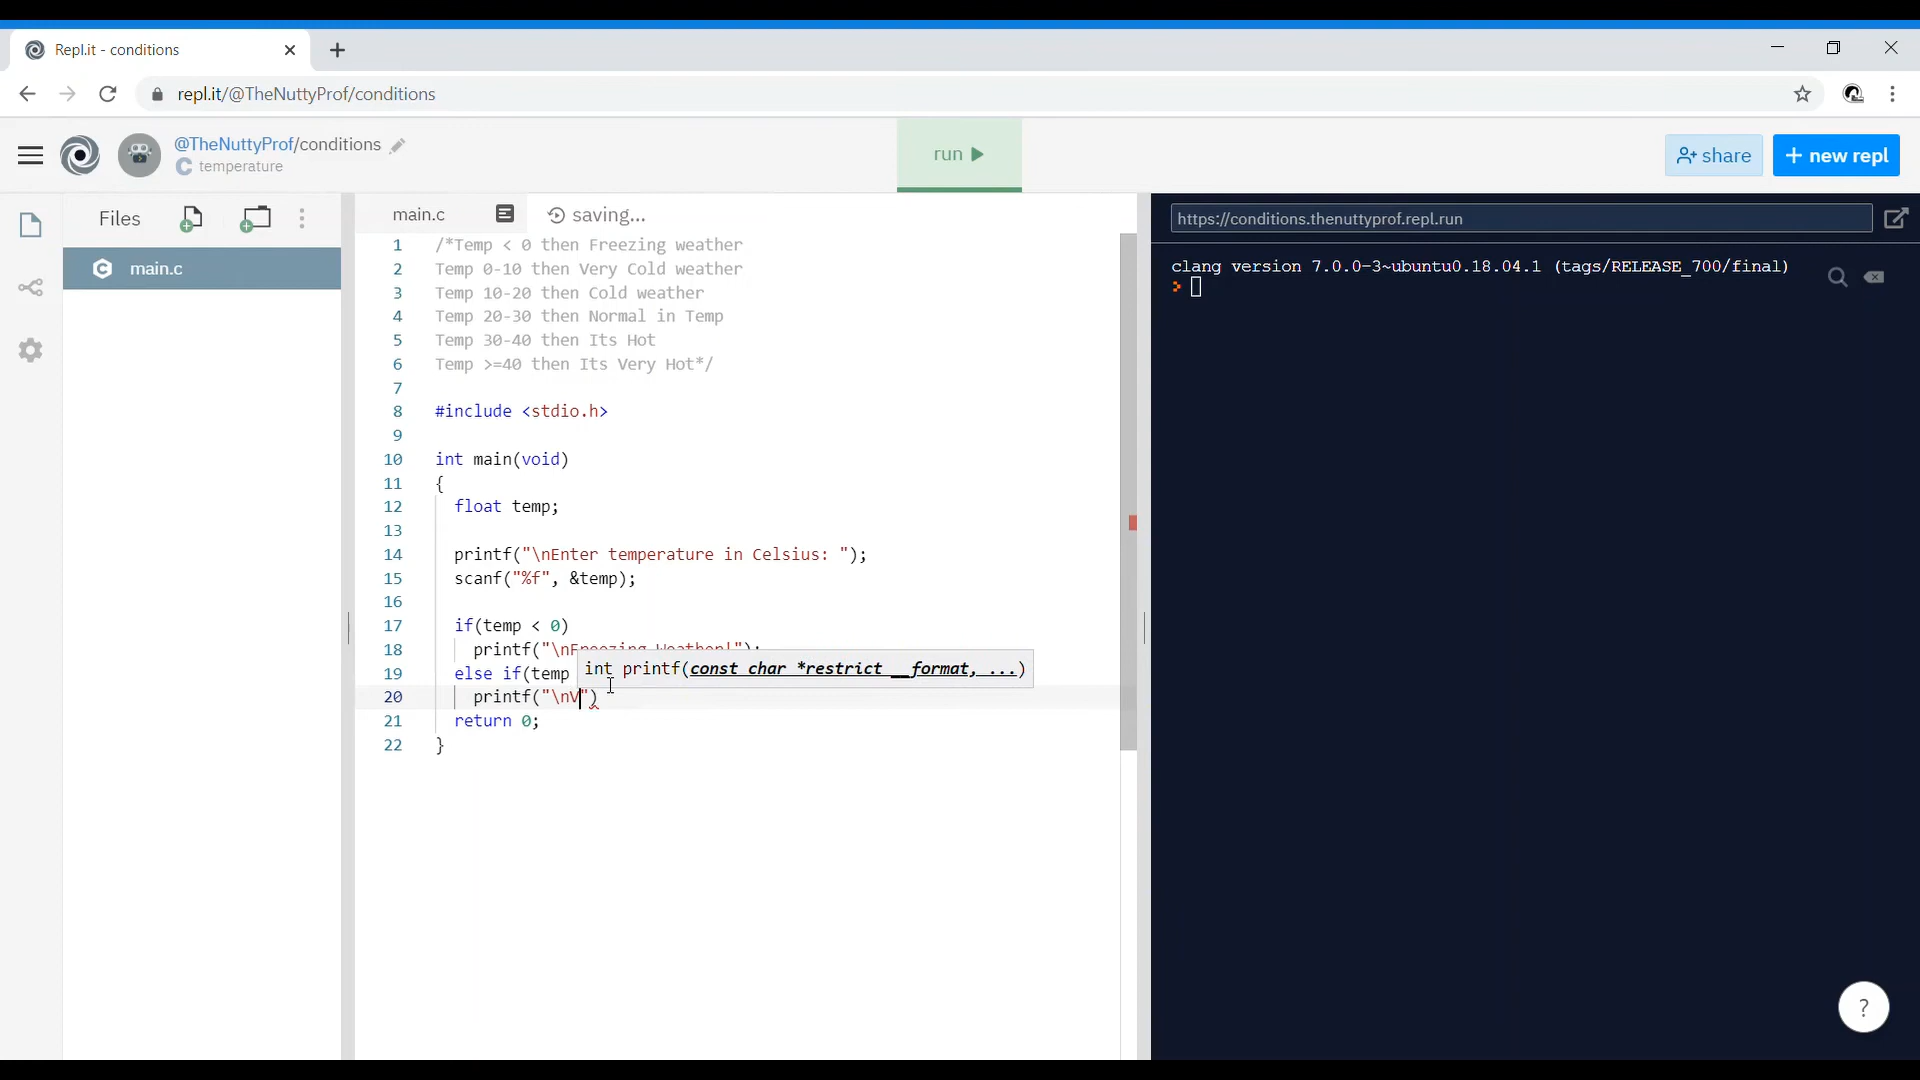 Repl.it - conditions
repl.it/@TheNuttyProf/conditions
@TheNuttyProf/conditions
temperature
run
share
+ new repl
Files
main.c
main.c
saving...
https://conditions.thenuttyprof.repl.run
1 /*Temp < 0 then Freezing weather
2 Temp 0-10 then Very Cold weather
3 Temp 10-20 then Cold weather
4 Temp 20-30 then Normal in Temp
5 Temp 30-40 then Its Hot
6 Temp >=40 then Its Very Hot*/
7
8 #include <stdio.h>
9
10 int main(void)
11 {
12 float temp;
13
14 printf("\nEnter temperature in Celsius: ");
15 scanf("%f", &temp);
16
17 if(temp < 0)
18 printf("\nFreezing Weather!");
19 else if(temp
int printf(const char *restrict __format, ...)
20 printf("\nV")
21 return 0;
22 }
clang version 7.0.0-3~ubuntu0.18.04.1 (tags/RELEASE_700/final)
>
?